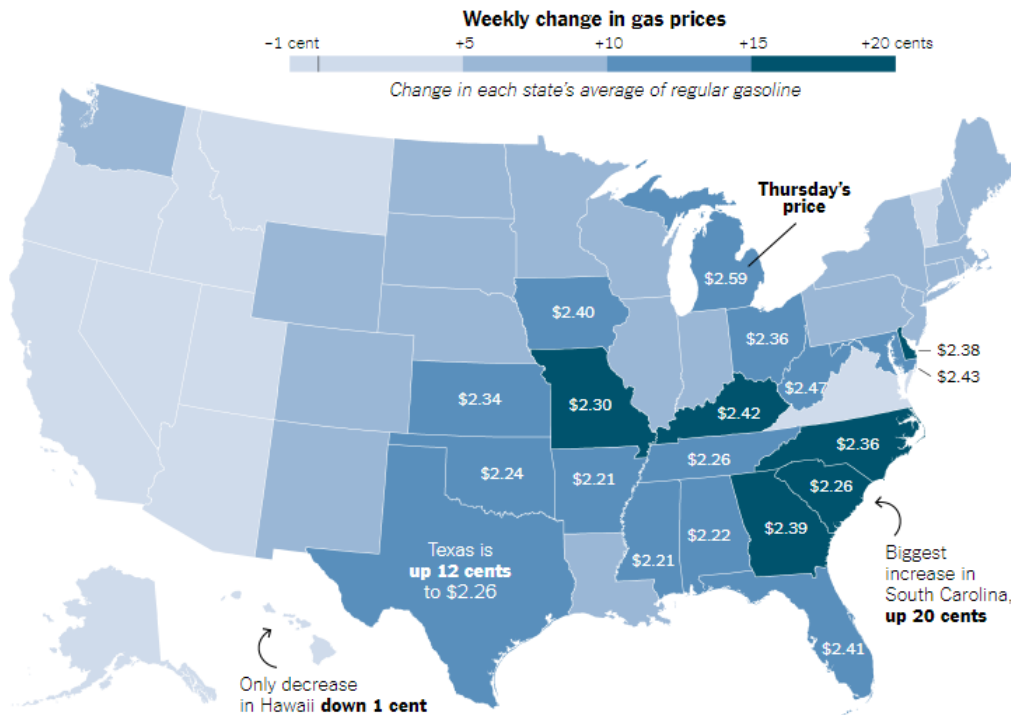 Weekly change in gas prices
–1 cent +5 +10 +15 +20 cents
Change in each state's average of regular gasoline
Thursday's
price
$2.59
$2.40
$2.36
$2.38
$2.43
$2.47
$2.34
$2.30
$2.42
$2.36
$2.26
$2.24
$2.21
$2.26
$2.39
$2.22
$2.21
Texas is
up 12 cents
to $2.26
Biggest
increase in
South Carolina,
up 20 cents
$2.41
Only decrease
in Hawaii down 1 cent